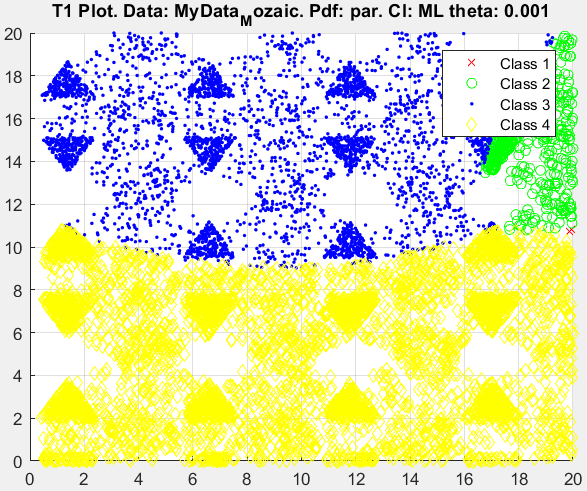 T1 Plot. Data: MyData_Mozaic. Pdf: par. Cl: ML theta: 0.001
20
18
16
14
12
10
8
6
4
2
0
0 2 4 6 8 10 12 14 16 18 20
Class 1
Class 2
Class 3
Class 4